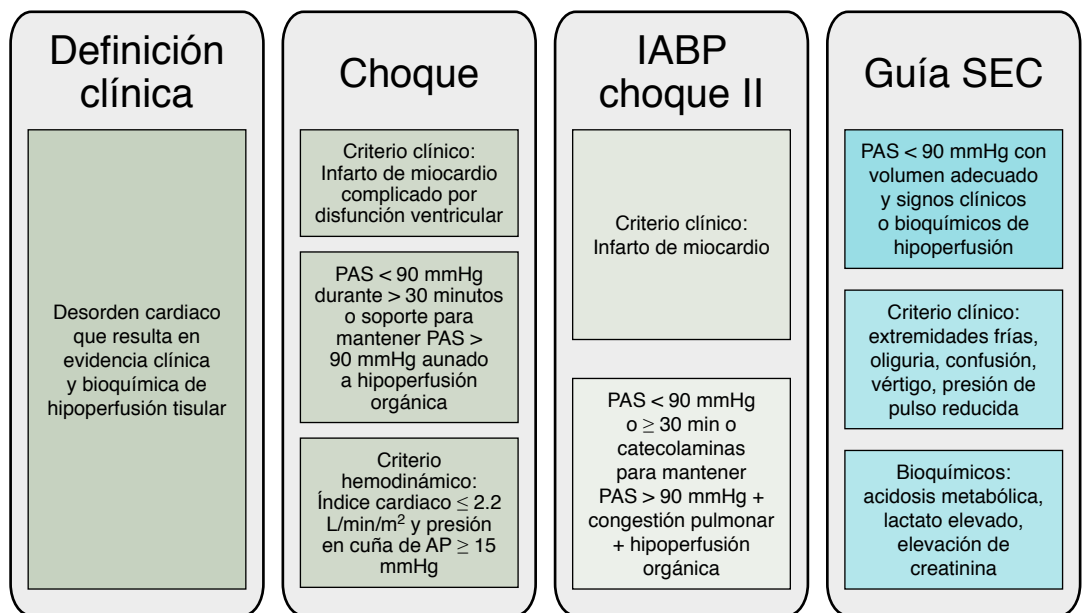 Definición
clínica
Desorden cardiaco
que resulta en
evidencia clínica
y bioquímica de
hipoperfusión tisular
Choque
Criterio clínico:
Infarto de miocardio
complicado por
disfunción ventricular
PAS < 90 mmHg
durante > 30 minutos
o soporte para
mantener PAS >
90 mmHg aunado
a hipoperfusión
orgánica
Criterio
hemodinámico:
Índice cardiaco ≤ 2.2
L/min/m² y presión
en cuña de AP ≥ 15
mmHg
IABP
choque II
Criterio clínico:
Infarto de miocardio
PAS < 90 mmHg
o ≥ 30 min o
catecolaminas
para mantener
PAS > 90 mmHg +
congestión pulmonar
+ hipoperfusión
orgánica
Guía SEC
PAS < 90 mmHg con
volumen adecuado
y signos clínicos
o bioquímicos de
hipoperfusión
Criterio clínico:
extremidades frías,
oliguria, confusión,
vértigo, presión de
pulso reducida
Bioquímicos:
acidosis metabólica,
lactato elevado,
elevación de
creatinina